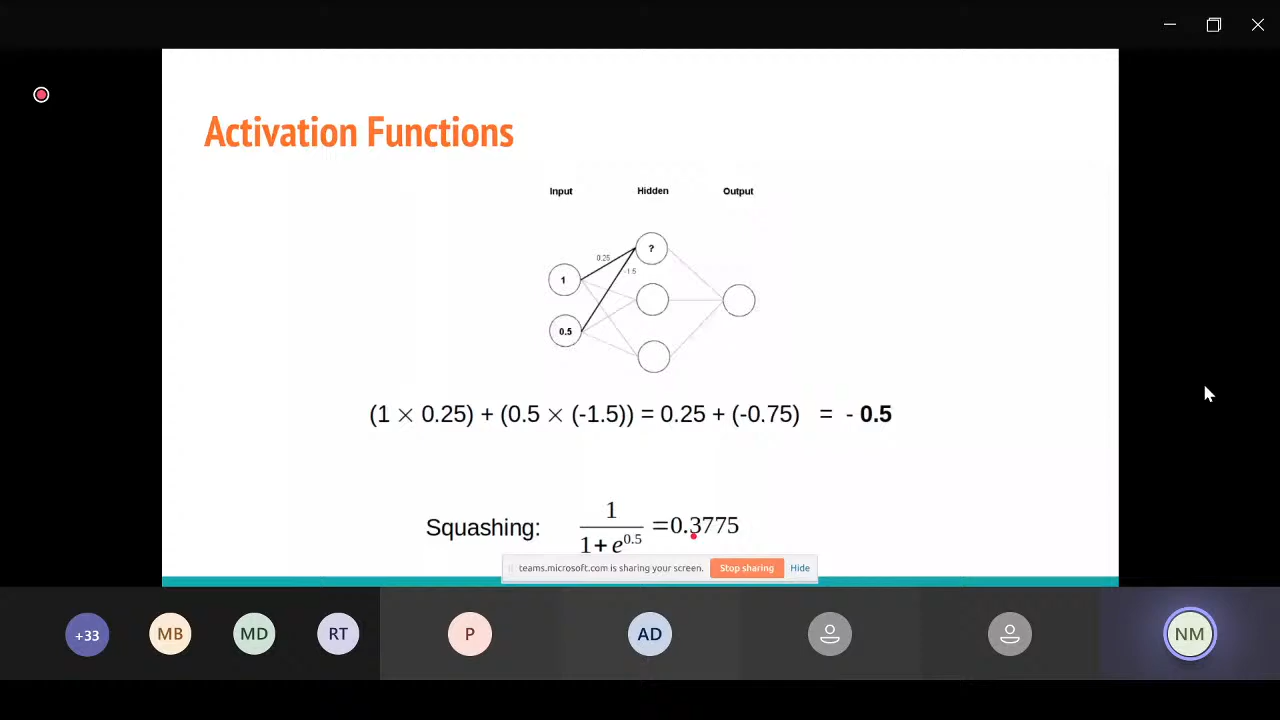 Activation Functions
Input Hidden Output
?
0.25
-1.5
1
0.5
(1 × 0.25) + (0.5 × (-1.5)) = 0.25 + (-0.75) = - 0.5
Squashing: 1/(1+e^0.5) =0.3775
teams.microsoft.com is sharing your screen. Stop sharing Hide
+33 MB MD RT P AD NM